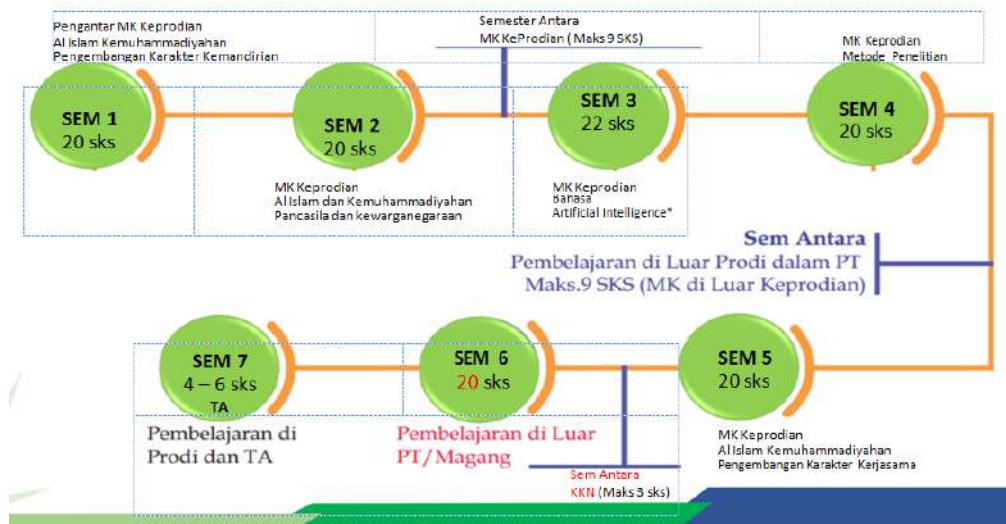 Pengantar MK Keprodian
Al Islam Kemuhammadiyahan
Pengembangan Karakter Kemandirian
Semester Antara
MK KeProdian ( Maks 9 SKS)
MK Keprodian
Metode Penelitian
SEM 1
20 sks
SEM 2
20 sks
SEM 3
22 sks
SEM 4
20 sks
MK Keprodian
Al Islam dan Kemuhammadiyahan
Pancasila dan kewarganegaraan
MK Keprodian
Bahasa
Artificial Intelligence*
Sem Antara
Pembelajaran di Luar Prodi dalam PT
Maks.9 SKS (MK di Luar Keprodian)
SEM 7
4 – 6 sks
TA
SEM 6
20 sks
SEM 5
20 sks
Pembelajaran di
Prodi dan TA
Pembelajaran di Luar
PT/Magang
Sem Antara
KKN (Maks 3 sks)
MK Keprodian
Al Islam Kemuhammadiyahan
Pengembangan Karakter Kerjasama